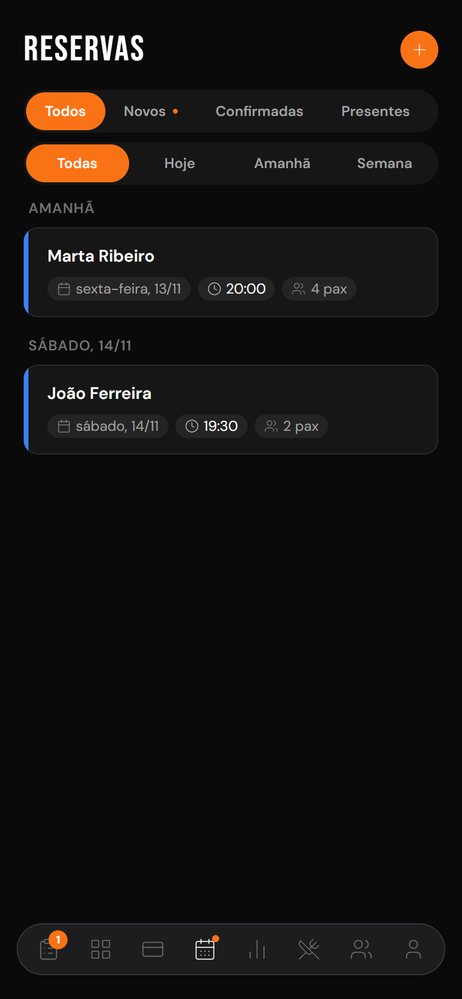 RESERVAS
Todos Novos Confirmadas Presentes
Todas Hoje Amanhã Semana
AMANHÃ
Marta Ribeiro
sexta-feira, 13/11 20:00 4 pax
SÁBADO, 14/11
João Ferreira
sábado, 14/11 19:30 2 pax
1